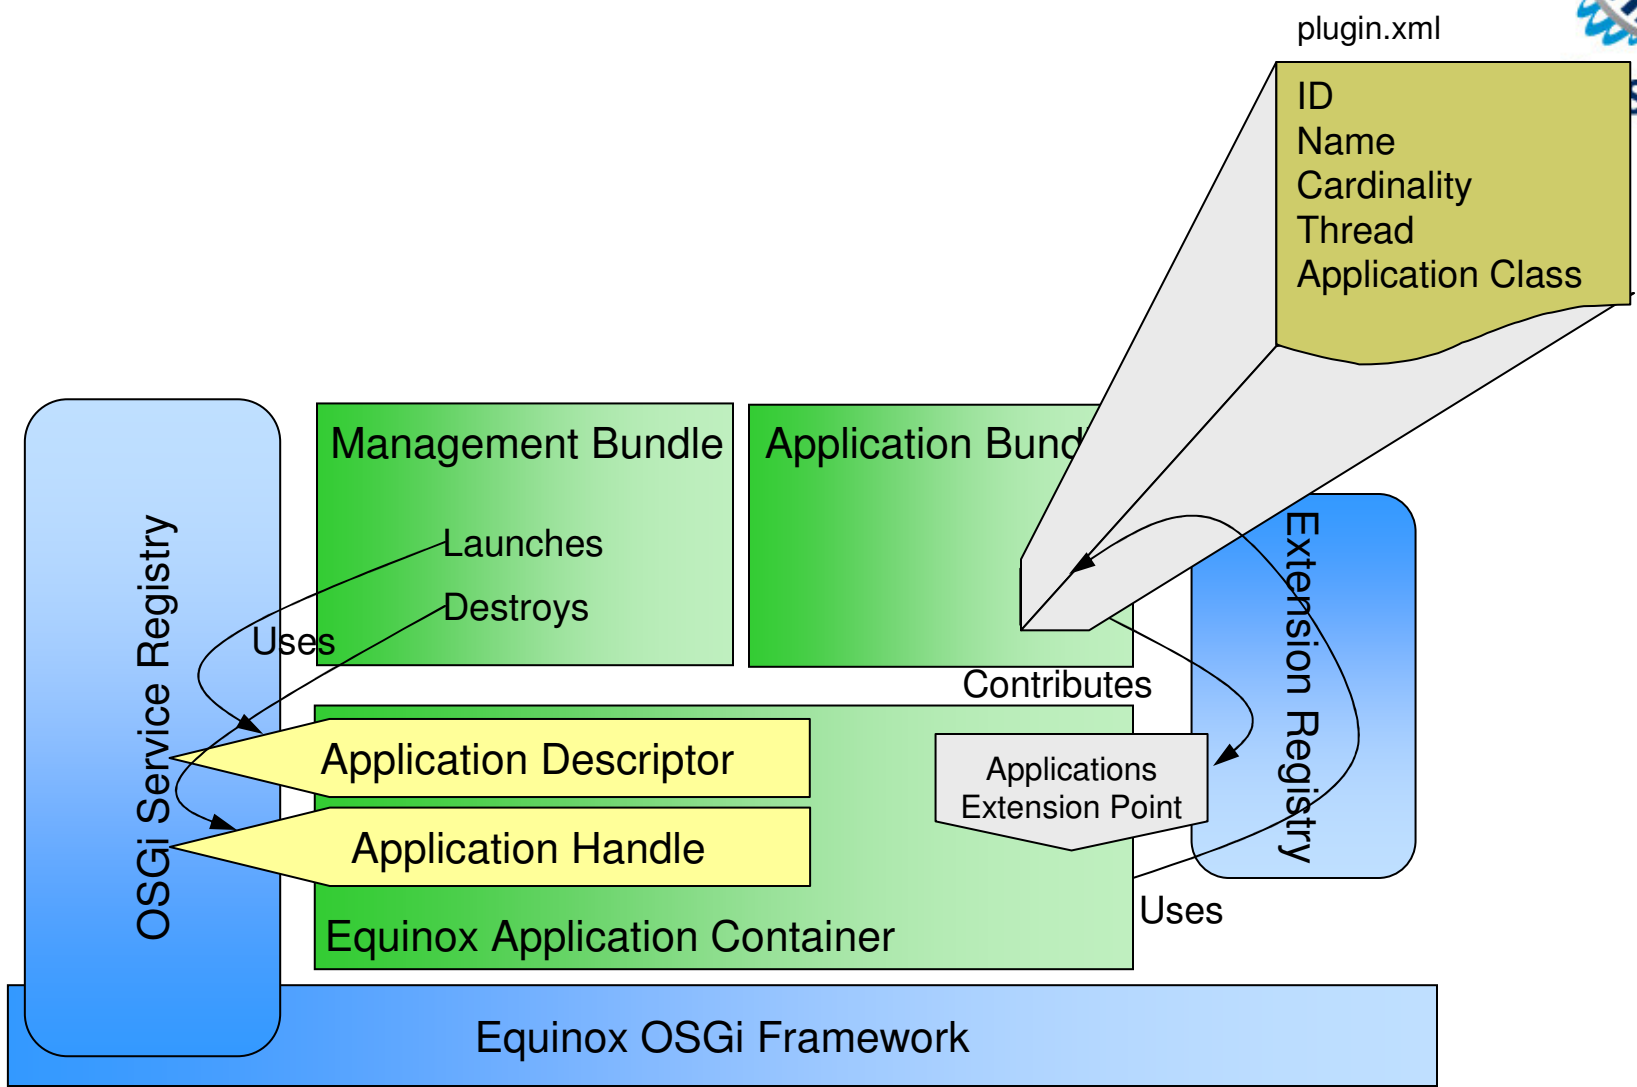 plugin.xml
ID
Name
Cardinality
Thread
Application Class
Management Bundle
Application Bund
Launches
Destroys
Uses
OSGi Service Registry
Extension Registry
Contributes
Application Descriptor
Applications
Extension Point
Application Handle
Uses
Equinox Application Container
Equinox OSGi Framework